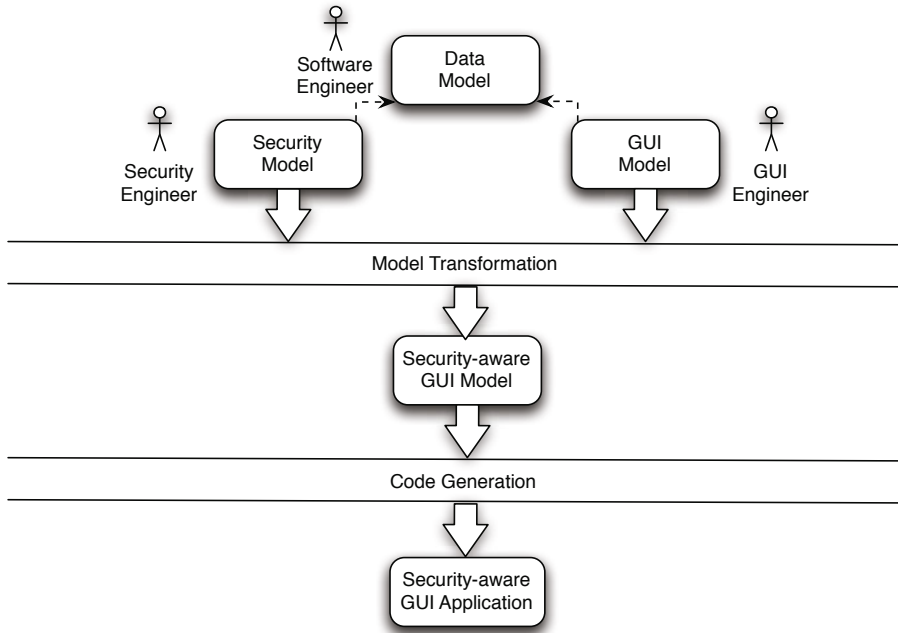 Software
Engineer
Data
Model
Security
Engineer
Security
Model
GUI
Model
GUI
Engineer
Model Transformation
Security-aware
GUI Model
Code Generation
Security-aware
GUI Application